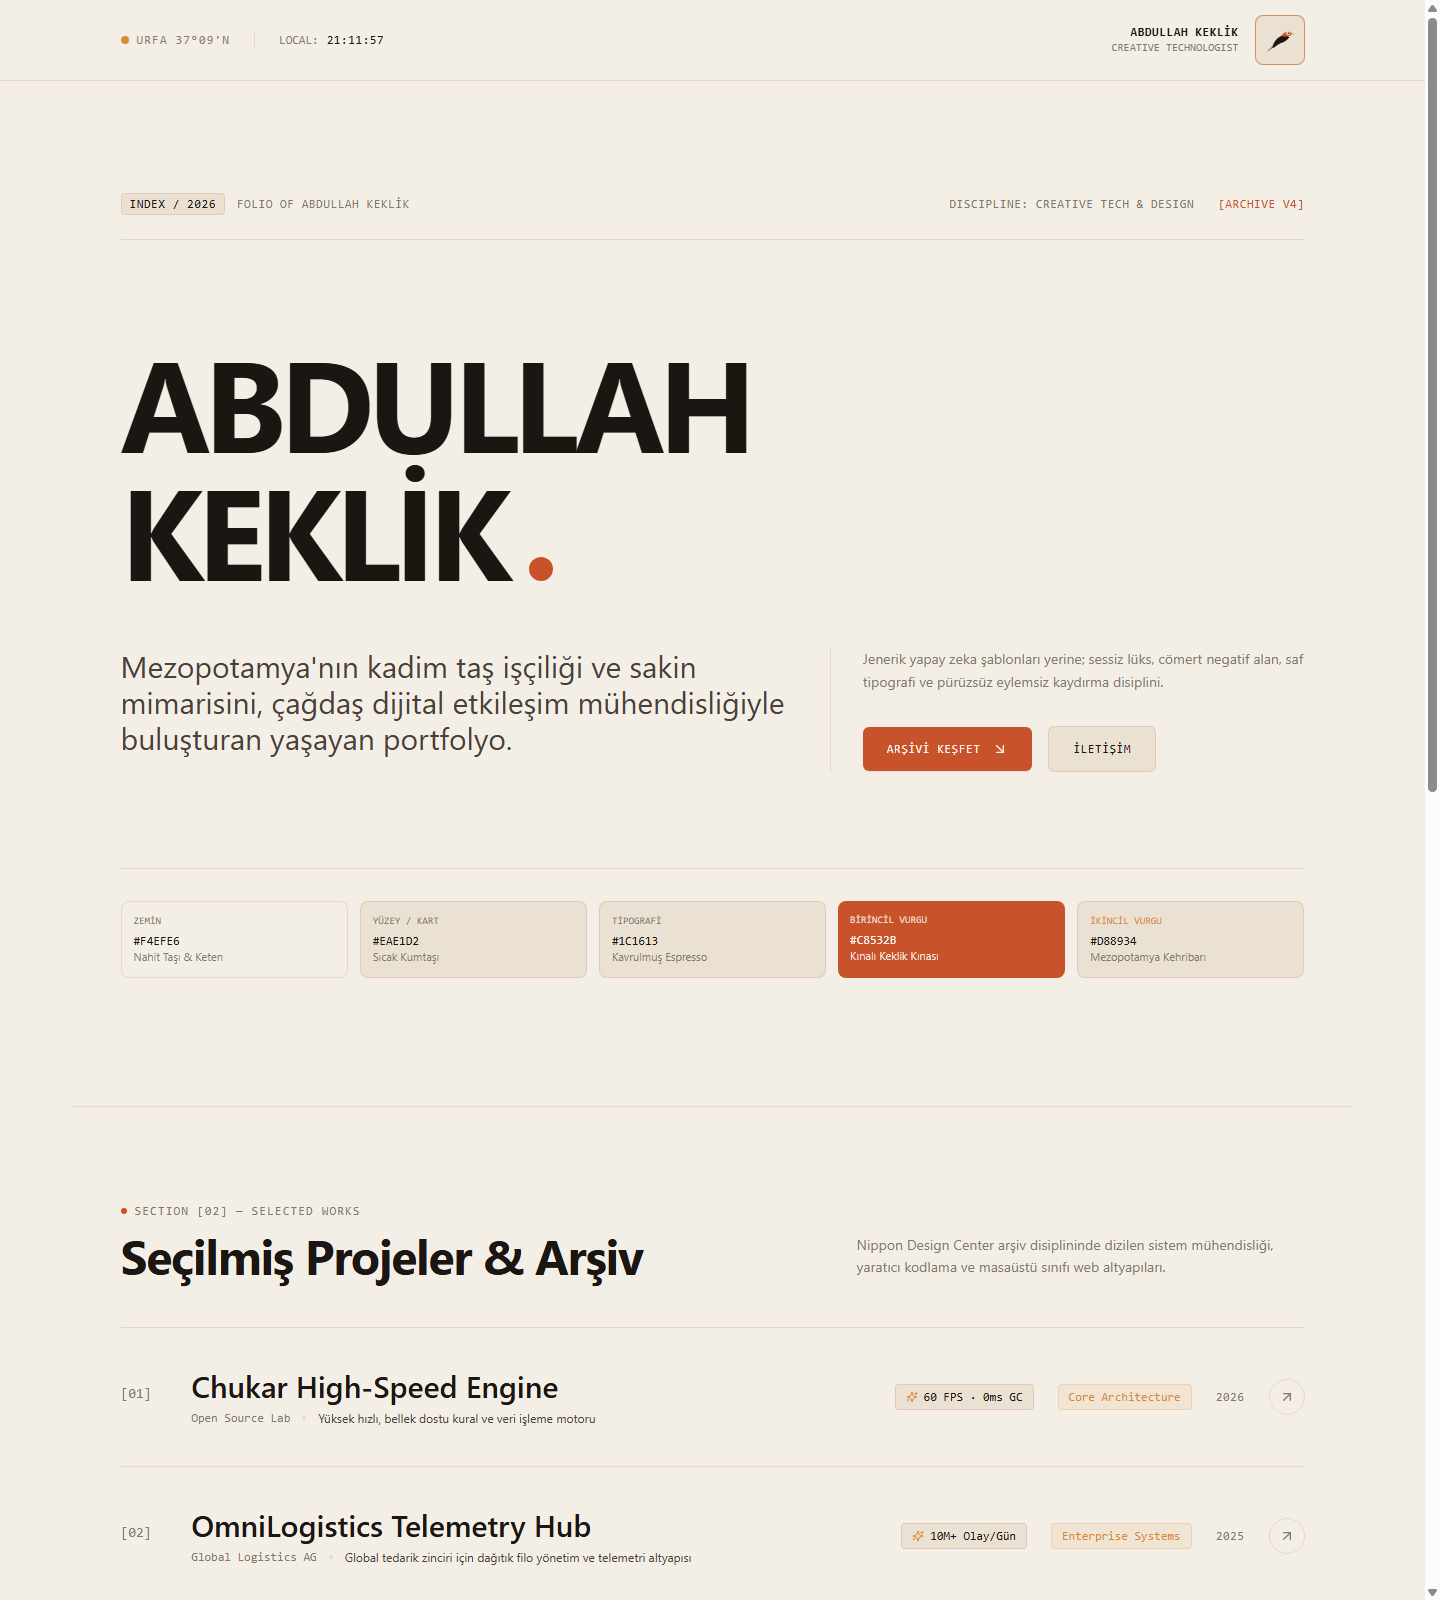 URFA 37°09'N
LOCAL: 21:11:57
ABDULLAH KEKLİK
CREATIVE TECHNOLOGIST
INDEX / 2026
FOLIO OF ABDULLAH KEKLİK
DISCIPLINE: CREATIVE TECH & DESIGN
[ARCHIVE V4]
ABDULLAH
KEKLİK.
Mezopotamya'nın kadim taş işçiliği ve sakin
mimarisini, çağdaş dijital etkileşim mühendisliğiyle
buluşturan yaşayan portfolyo.
Jenerik yapay zeka şablonları yerine; sessiz lüks, cömert negatif alan, saf
tipografi ve pürüzsüz eylemsiz kaydırma disiplini.
ARŞİVİ KEŞFET
İLETİŞİM
ZEMİN
#F4EFE6
Nahit Taşı & Keten
YÜZEY / KART
#EAE1D2
Sıcak Kumtaşı
TİPOGRAFİ
#1C1613
Kavrulmuş Espresso
BİRİNCİL VURGU
#C8532B
Kınalı Keklik Kınası
İKİNCİL VURGU
#D88934
Mezopotamya Kehribarı
SECTION [02] — SELECTED WORKS
Seçilmiş Projeler & Arşiv
Nippon Design Center arşiv disiplininde dizilen sistem mühendisliği,
yaratıcı kodlama ve masaüstü sınıfı web altyapıları.
[01]
Chukar High-Speed Engine
Open Source Lab • Yüksek hızlı, bellek dostu kural ve veri işleme motoru
60 FPS · 0ms GC
Core Architecture
2026
[02]
OmniLogistics Telemetry Hub
Global Logistics AG • Global tedarik zinciri için dağıtık filo yönetim ve telemetri altyapısı
10M+ Olay/Gün
Enterprise Systems
2025